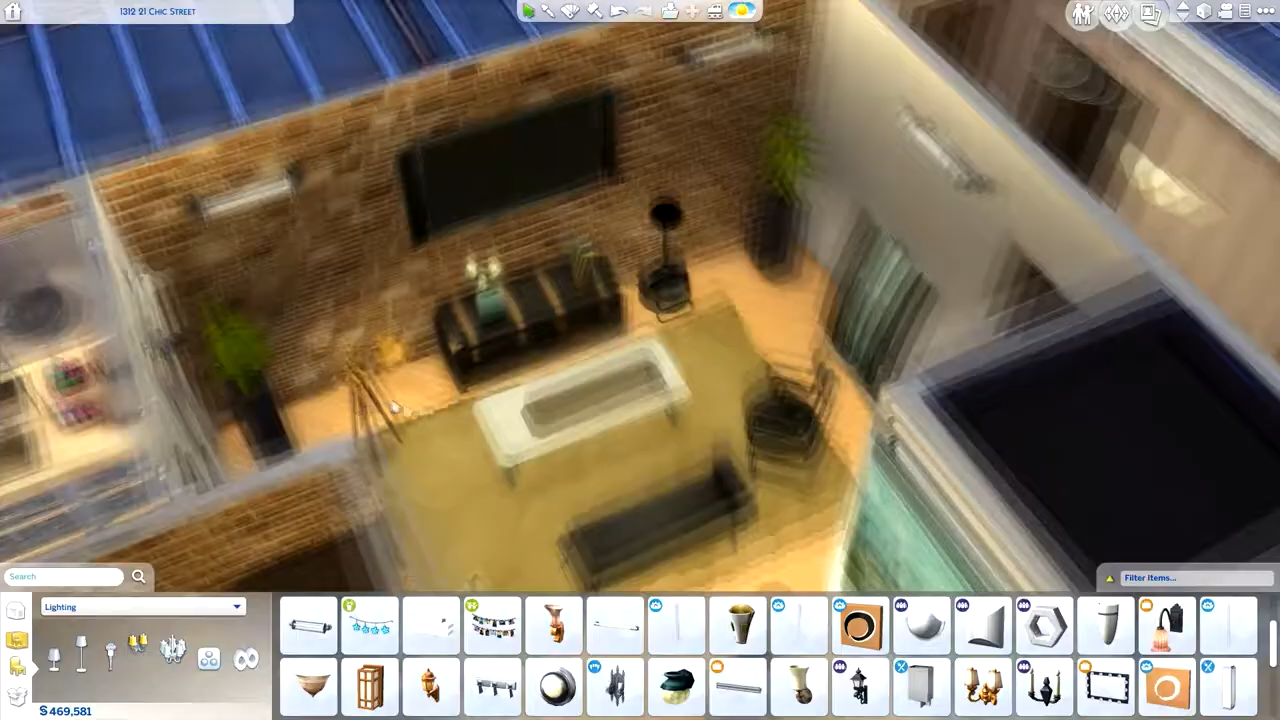 1312 21 Chic Street
Search
Filter Items...
Lighting
§469,581